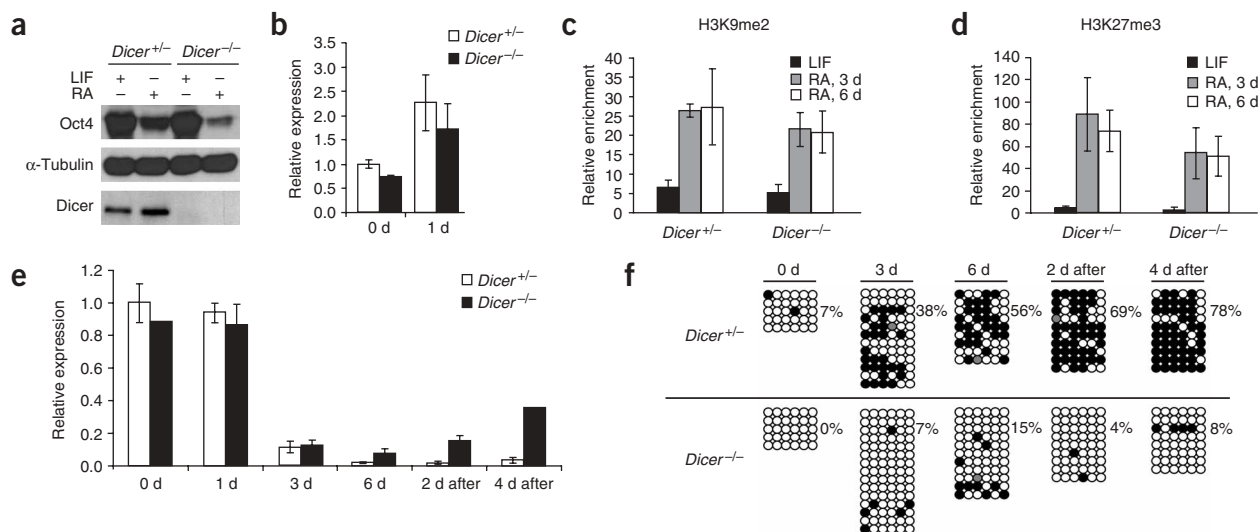 a
Dicer+/– Dicer–/–
LIF + – + –
RA – + – +
Oct4
α-Tubulin
Dicer
b
Relative expression
3.5
3.0
2.5
2.0
1.5
1.0
0.5
0.0
0 d 1 d
Dicer+/–
Dicer–/–
c
H3K9me2
Relative enrichment
40
35
30
25
20
15
10
5
0
LIF
RA, 3 d
RA, 6 d
Dicer+/– Dicer–/–
d
H3K27me3
Relative enrichment
140
120
100
80
60
40
20
0
LIF
RA, 3 d
RA, 6 d
Dicer+/– Dicer–/–
e
Relative expression
1.2
1.0
0.8
0.6
0.4
0.2
0.0
0 d 1 d 3 d 6 d 2 d after 4 d after
Dicer+/–
Dicer–/–
f
0 d 3 d 6 d 2 d after 4 d after
Dicer+/–
7% 38% 56% 69% 78%
Dicer–/–
0% 7% 15% 4% 8%